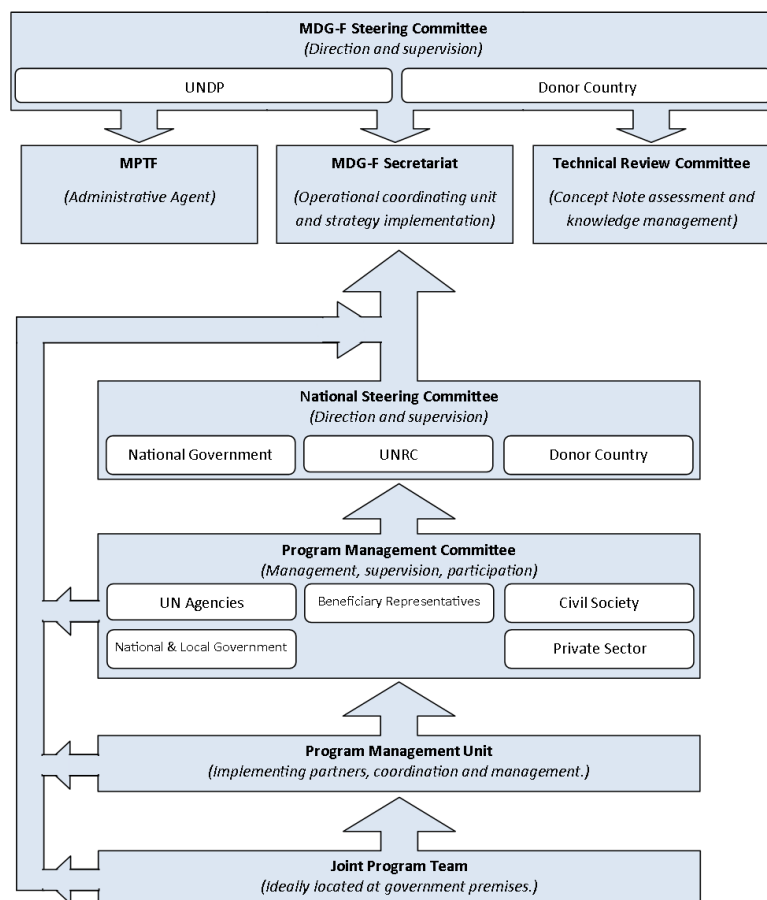 MDG-F Steering Committee
(Direction and supervision)
UNDP
Donor Country
MPTF
(Administrative Agent)
MDG-F Secretariat
(Operational coordinating unit
and strategy implementation)
Technical Review Committee
(Concept Note assessment and
knowledge management)
National Steering Committee
(Direction and supervision)
National Government
UNRC
Donor Country
Program Management Committee
(Management, supervision, participation)
UN Agencies
Beneficiary Representatives
Civil Society
National & Local Government
Private Sector
Program Management Unit
(Implementing partners, coordination and management.)
Joint Program Team
(Ideally located at government premises.)